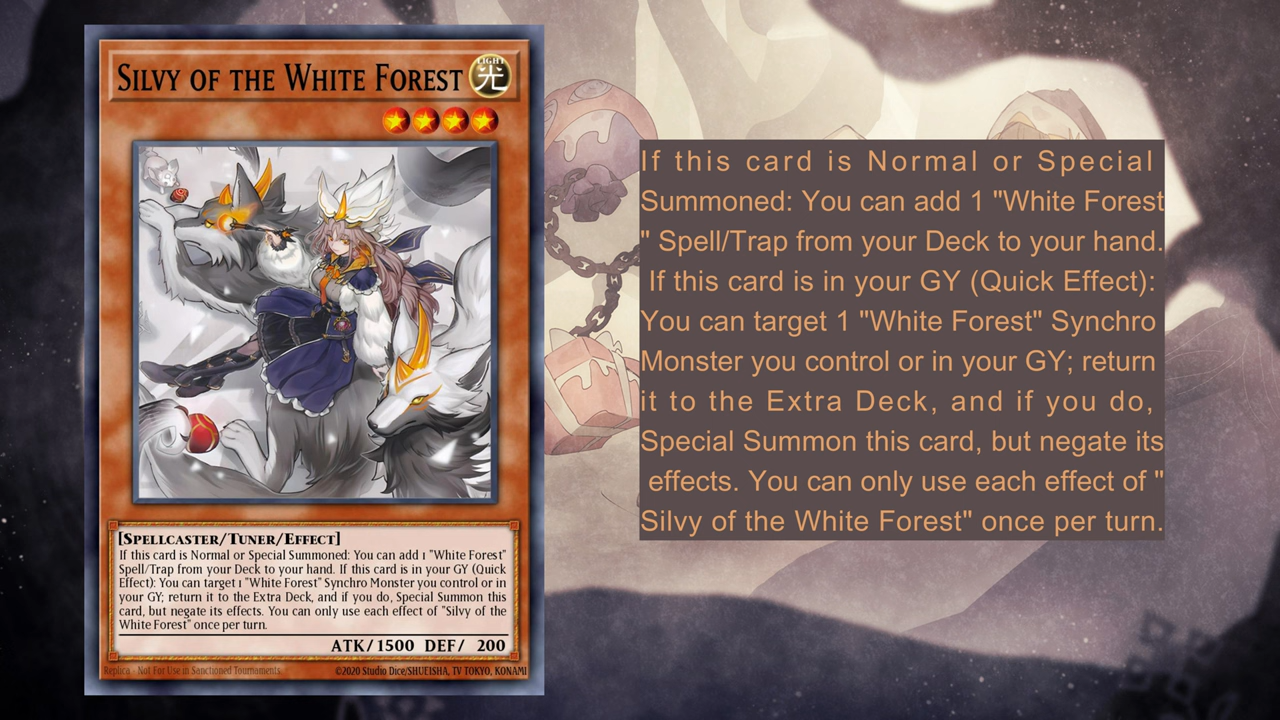 SILVY OF THE WHITE FOREST
LIGHT
光
[SPELLCASTER/TUNER/EFFECT]
If this card is Normal or Special Summoned: You can add 1 "White Forest"
Spell/Trap from your Deck to your hand. If this card is in your GY (Quick
Effect): You can target 1 "White Forest" Synchro Monster you control or in
your GY; return it to the Extra Deck, and if you do, Special Summon this
card, but negate its effects. You can only use each effect of "Silvy of the
White Forest" once per turn.
ATK/1500 DEF/ 200
Replica - Not For Use in Sanctioned Tournaments
©2020 Studio Dice/SHUEISHA, TV TOKYO, KONAMI
If this card is Normal or Special
Summoned: You can add 1 "White Forest
" Spell/Trap from your Deck to your hand.
If this card is in your GY (Quick Effect):
You can target 1 "White Forest" Synchro
Monster you control or in your GY; return
it to the Extra Deck, and if you do,
Special Summon this card, but negate its
effects. You can only use each effect of "
Silvy of the White Forest" once per turn.